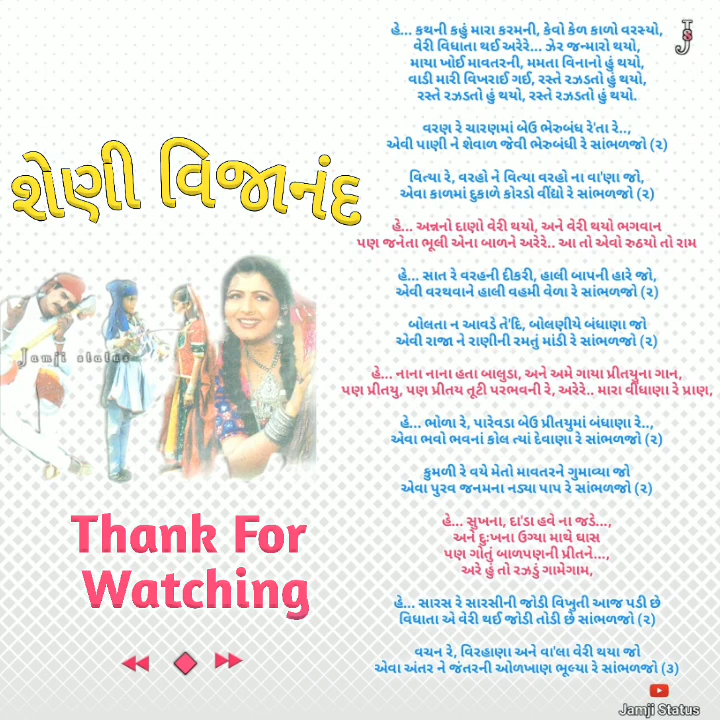 શેણી વિજાનંદ
Jamji status
Thank For
Watching
હે... કથની કહું મારા કરમની, કેવો કેળ કાળો વરસ્યો,
વેરી વિધાતા થઈ અરેરે... ઝેર જન્મારો થયો,
માયા ખોઈ માવતરની, મમતા વિનાનો હું થયો,
વાડી મારી વિખરાઈ ગઈ, રસ્તે રઝડતો હું થયો,
રસ્તે રઝડતો હું થયો, રસ્તે રઝડતો હું થયો.
વરણ રે ચારણમાં બેઉ ભેરુબંધ રે'તા રે..,
એવી પાણી ને શેવાળ જેવી ભેરુબંધી રે સાંભળજો (૨)
વિત્યા રે, વરહો ને વિત્યા વરહો ના વા'ણા જો,
એવા કાળમાં દુકાળે કોરડો વીંઝ્યો રે સાંભળજો (૨)
હે... અન્નનો દાણો વેરી થયો, અને વેરી થયો ભગવાન
પણ જનેતા ભૂલી એના બાળને અરેરે.. આ તો એવો રુઠયો તો રામ
હે... સાત રે વરહની દીકરી, હાલી બાપની હારે જો,
એવી વરથવાને હાલી વહમી વેળા રે સાંભળજો (૨)
બોલતા ન આવડે તે'દિ, બોલણીયે બંધાણા જો
એવી રાજા ને રાણીની રમતું માંડી રે સાંભળજો (૨)
હે... નાના નાના હતા બાલુડા, અને અમે ગાયા પ્રીતયુના ગાન,
પણ પ્રીતયુ, પણ પ્રીતય તૂટી પરભવની રે, અરેરે.. મારા વીંધાણા રે પ્રાણ,
હે... ભોળા રે, પારેવડા બેઉ પ્રીતયુમાં બંધાણા રે..,
એવા ભવો ભવનાં કોલ ત્યાં દેવાણા રે સાંભળજો (૨)
કુમળી રે વયે મેતો માવતરને ગુમાવ્યા જો
એવા પુરવ જનમના નડ્યા પાપ રે સાંભળજો (૨)
હે... સુખના, દા'ડા હવે ના જડે...,
અને દુઃખના ઉગ્યા માથે ઘાસ
પણ ગોતું બાળપણની પ્રીતને...,
અરે હું તો રઝડું ગામેગામ,
હે... સારસ રે સારસીની જોડી વિખુતી આજ પડી છે
વિધાતા એ વેરી થઈ જોડી તોડી છે સાંભળજો (૨)
વચન રે, વિરહાણા અને વા'લા વેરી થયા જો
એવા અંતર ને જંતરની ઓળખાણ ભૂલ્યા રે સાંભળજો (૩)
Jamji Status